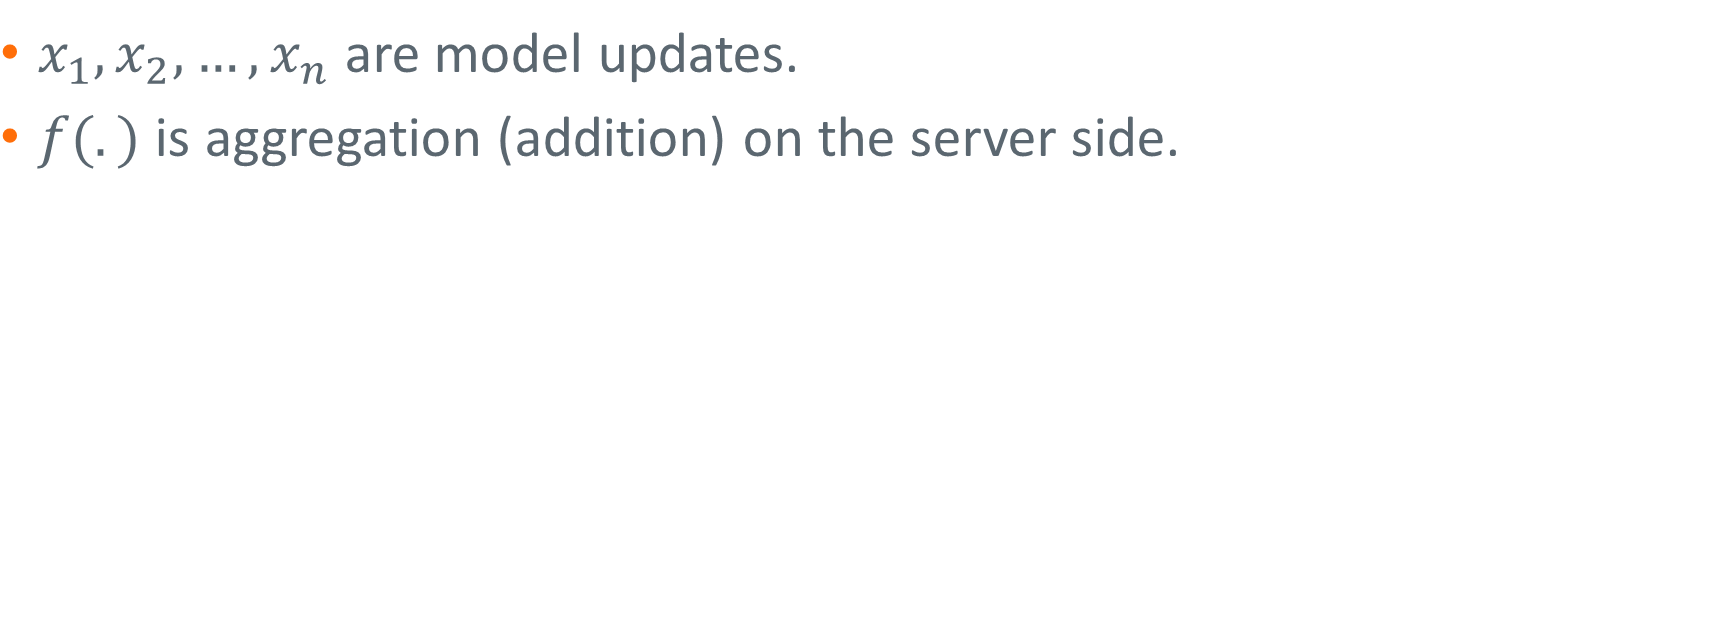 • x₁, x₂, … , xₙ are model updates.
• f(. ) is aggregation (addition) on the server side.